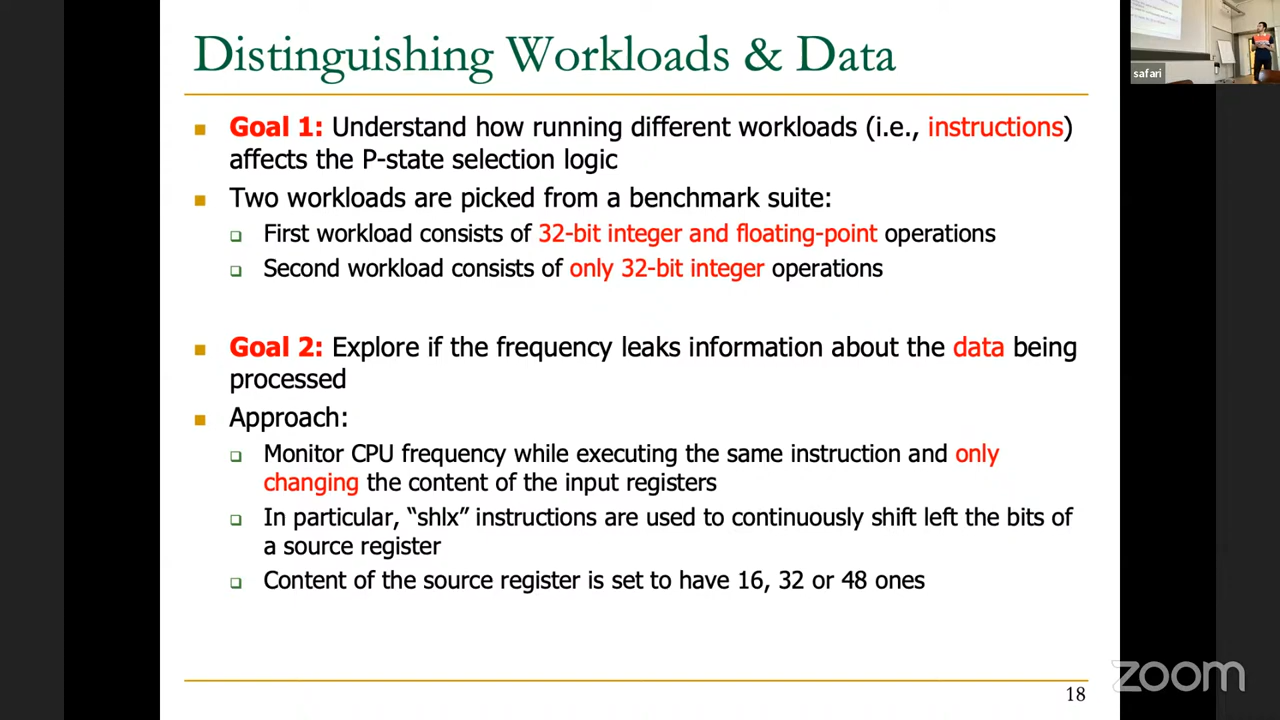 Distinguishing Workloads & Data
Goal 1: Understand how running different workloads (i.e., instructions)
affects the P-state selection logic
Two workloads are picked from a benchmark suite:
First workload consists of 32-bit integer and floating-point operations
Second workload consists of only 32-bit integer operations
Goal 2: Explore if the frequency leaks information about the data being
processed
Approach:
Monitor CPU frequency while executing the same instruction and only
changing the content of the input registers
In particular, “shlx” instructions are used to continuously shift left the bits of
a source register
Content of the source register is set to have 16, 32 or 48 ones
18
safari
zoom